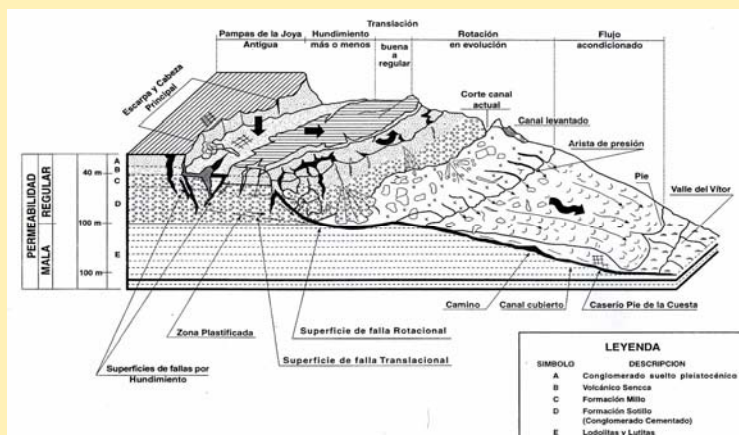 Translación
Pampas de la Joya
Antigua
Hundimiento
más o menos
buena
a
regular
Rotación
en evolución
Flujo
acondicionado
Escarpa y Cabeza
Principal
Corte canal
actual
Canal levantado
Arista de presión
Pie
Valle del Vítor
PERMEABILIDAD
REGULAR
MALA
40 m
100 m
100 m
A
B
C
D
E
Camino
Canal cubierto
Caserío Pie de la Cuesta
Zona Plastificada
Superficie de falla Rotacional
Superficie de falla Translacional
Superficies de fallas por
Hundimiento
LEYENDA
SIMBOLO DESCRIPCION
A Conglomerado suelto pleistocénico
B Volcánico Sencca
C Formación Millo
D Formación Sotillo
(Conglomerado Cementado)
E Lodolitas y Lutitas